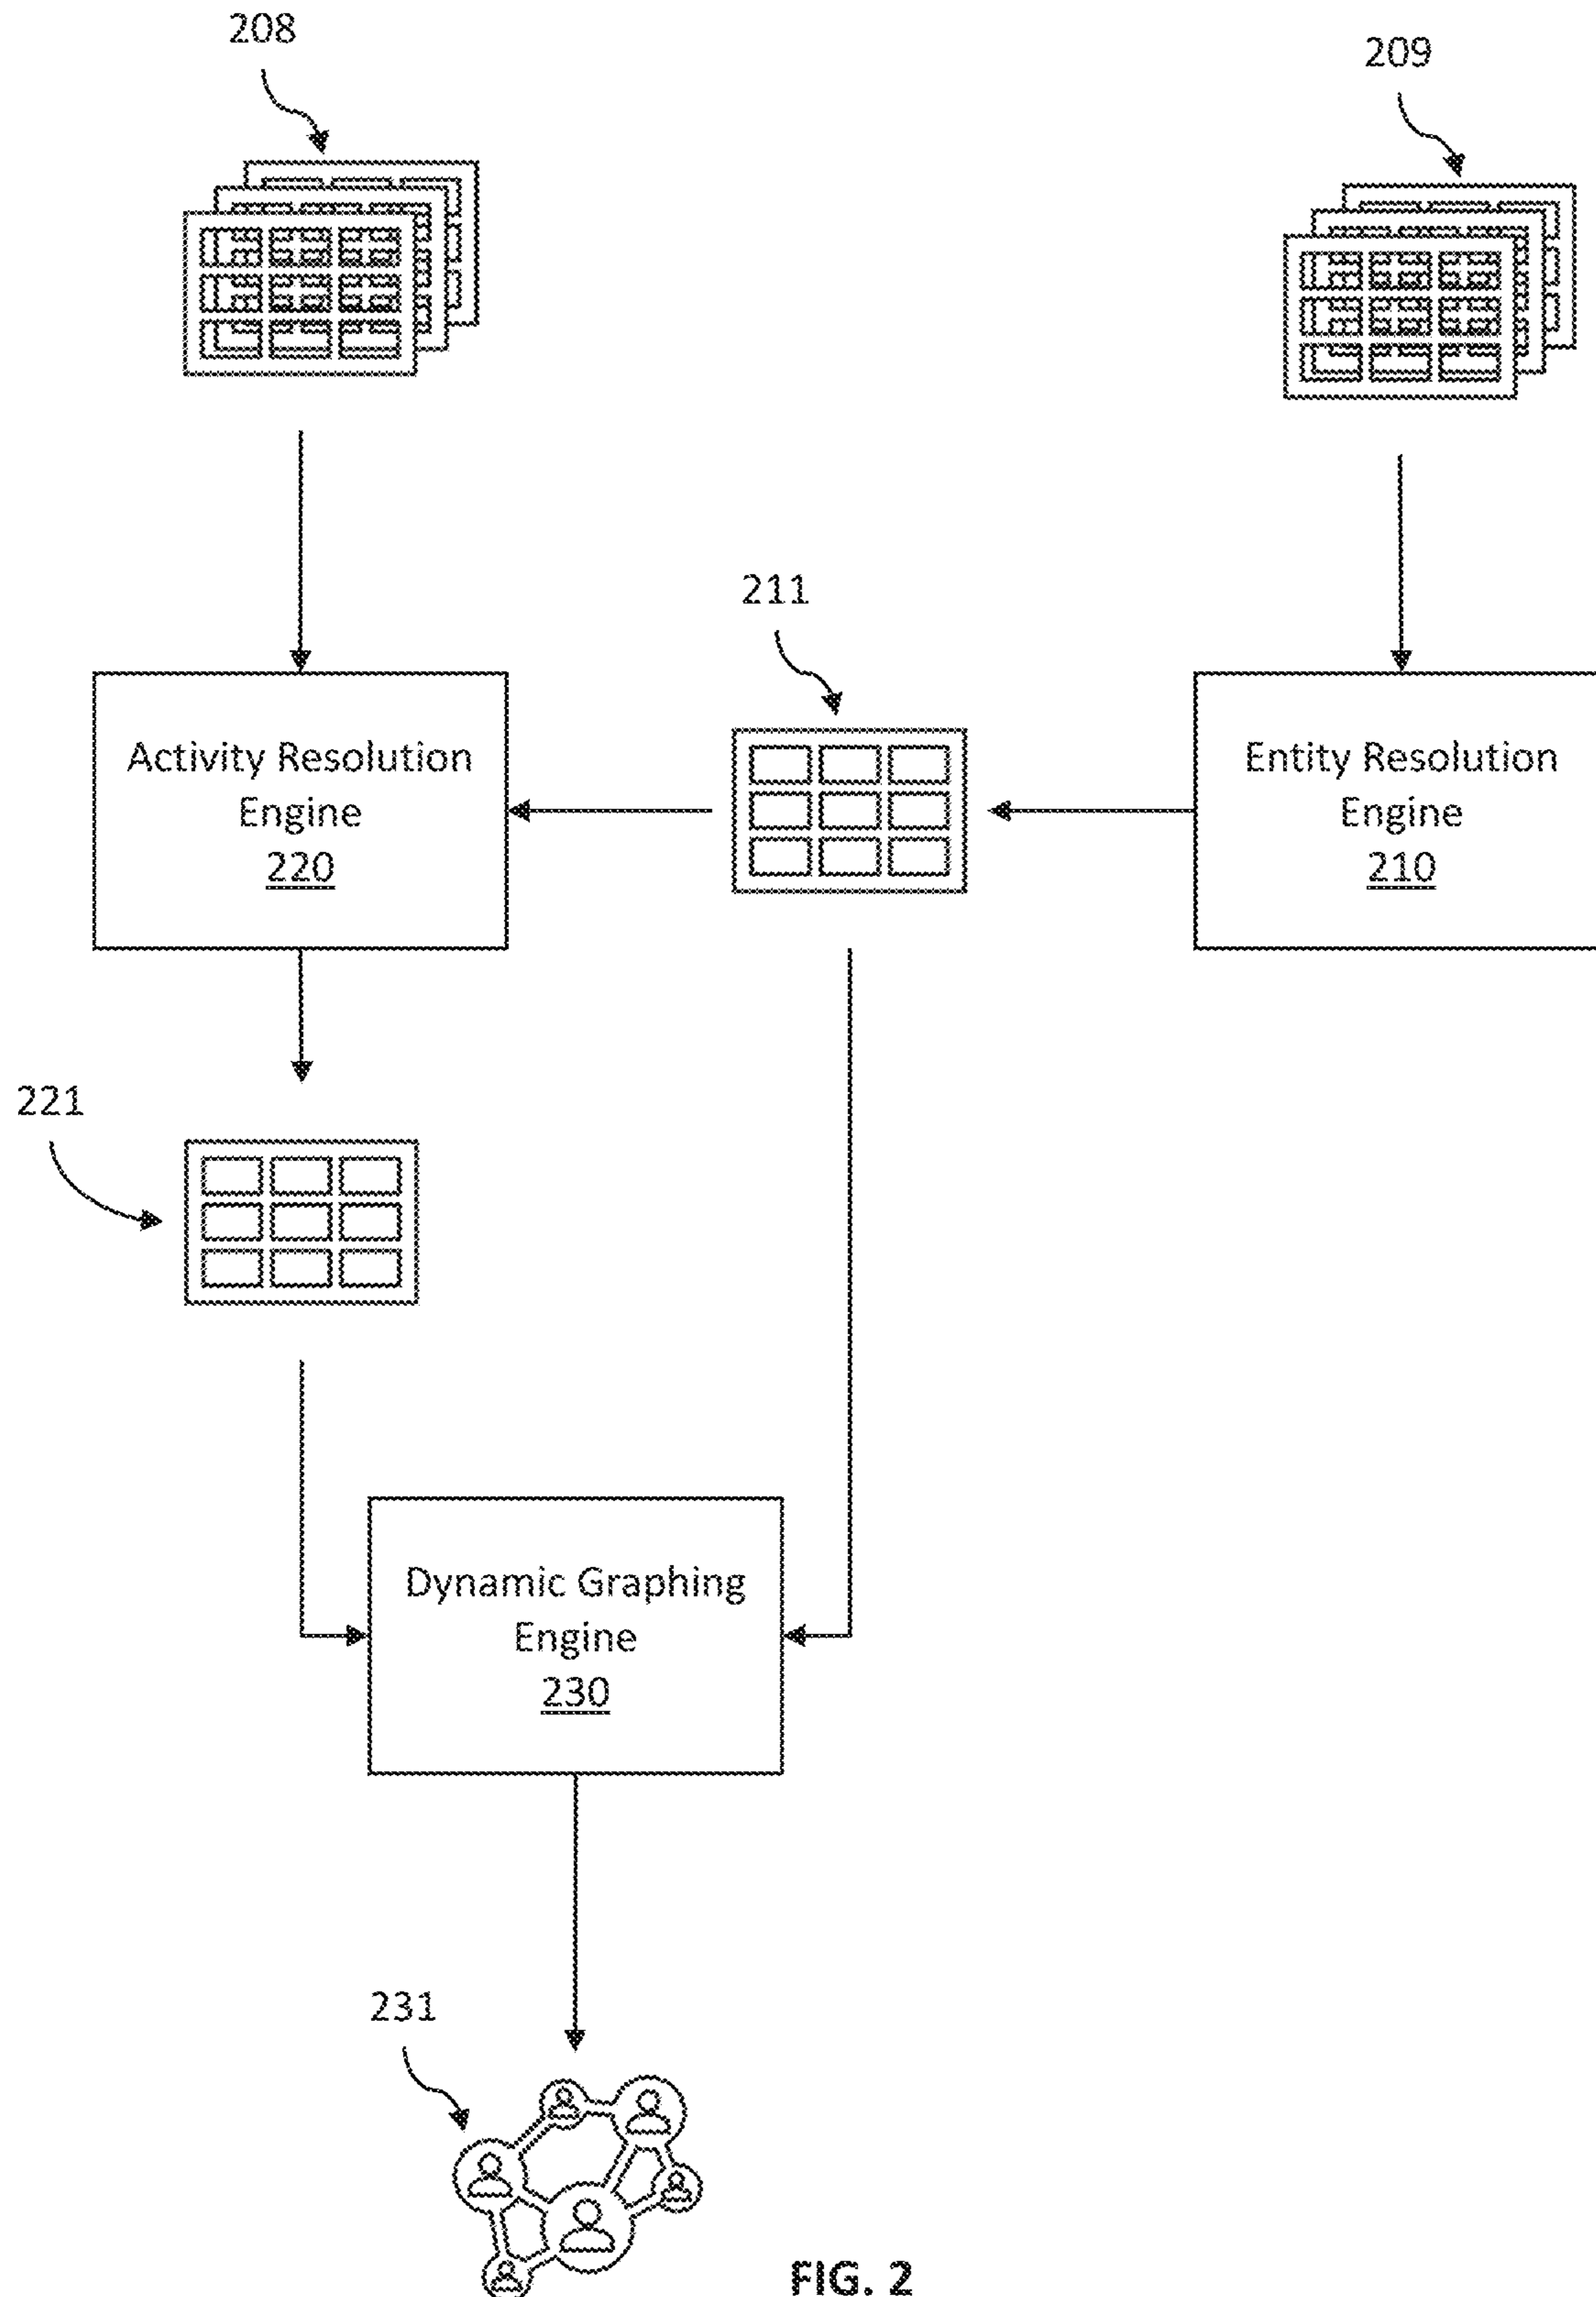 208
209
211
Activity Resolution
Engine
220
Entity Resolution
Engine
210
221
Dynamic Graphing
Engine
230
231
FIG. 2